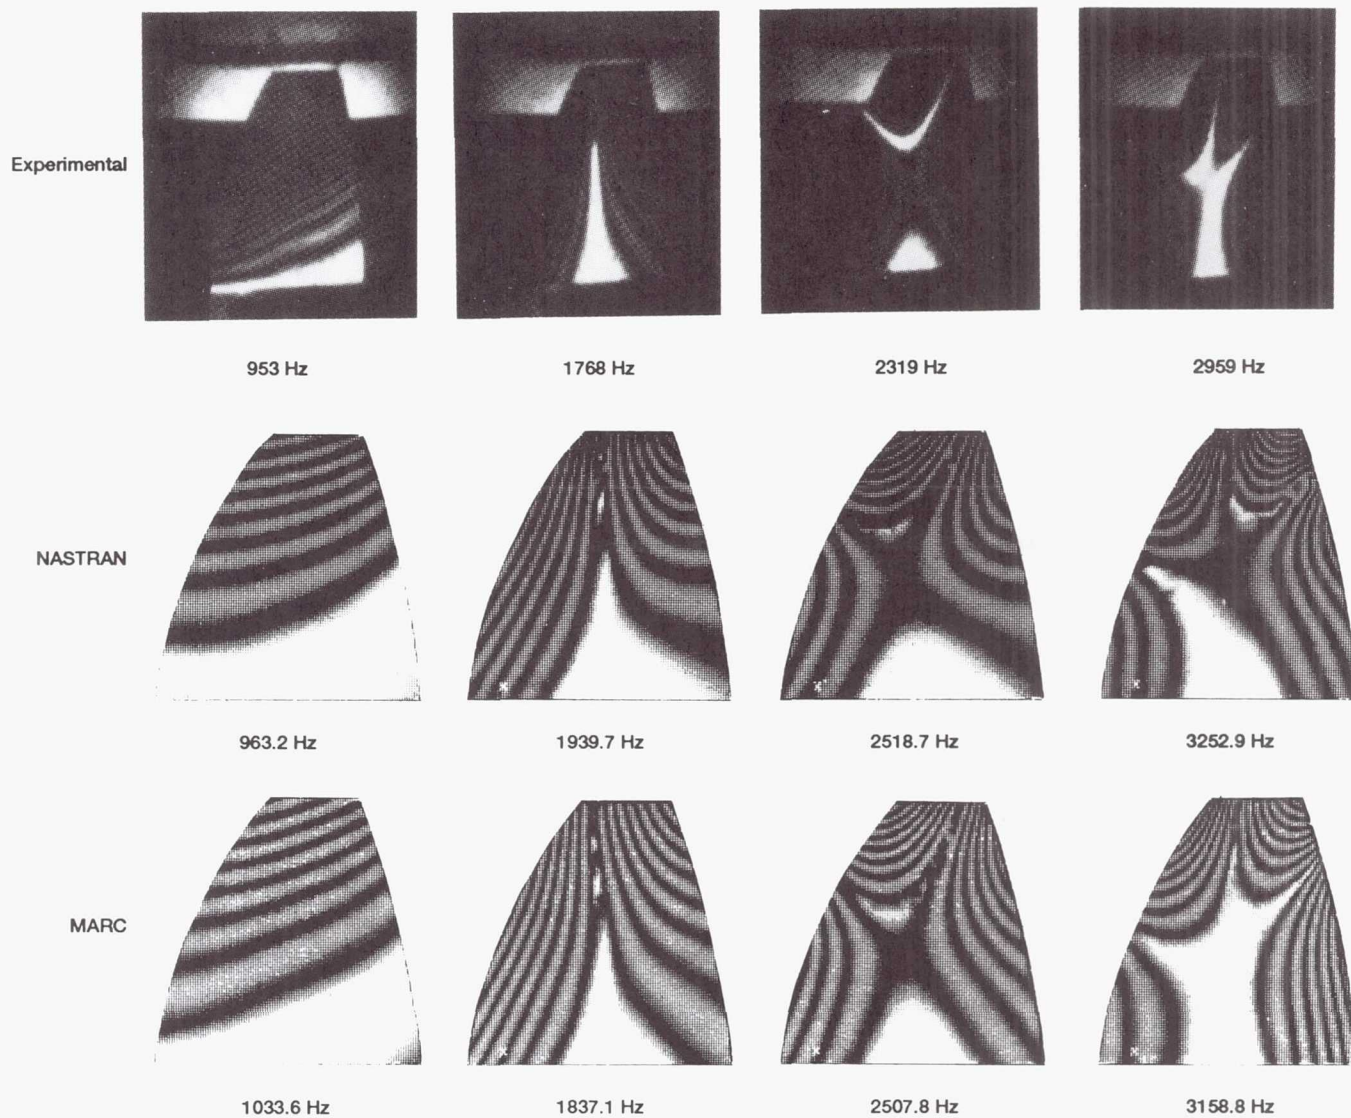 Experimental
953 Hz
1768 Hz
2319 Hz
2959 Hz
NASTRAN
x
x
x
963.2 Hz
1939.7 Hz
2518.7 Hz
3252.9 Hz
MARC
x
x
x
1033.6 Hz
1837.1 Hz
2507.8 Hz
3158.8 Hz